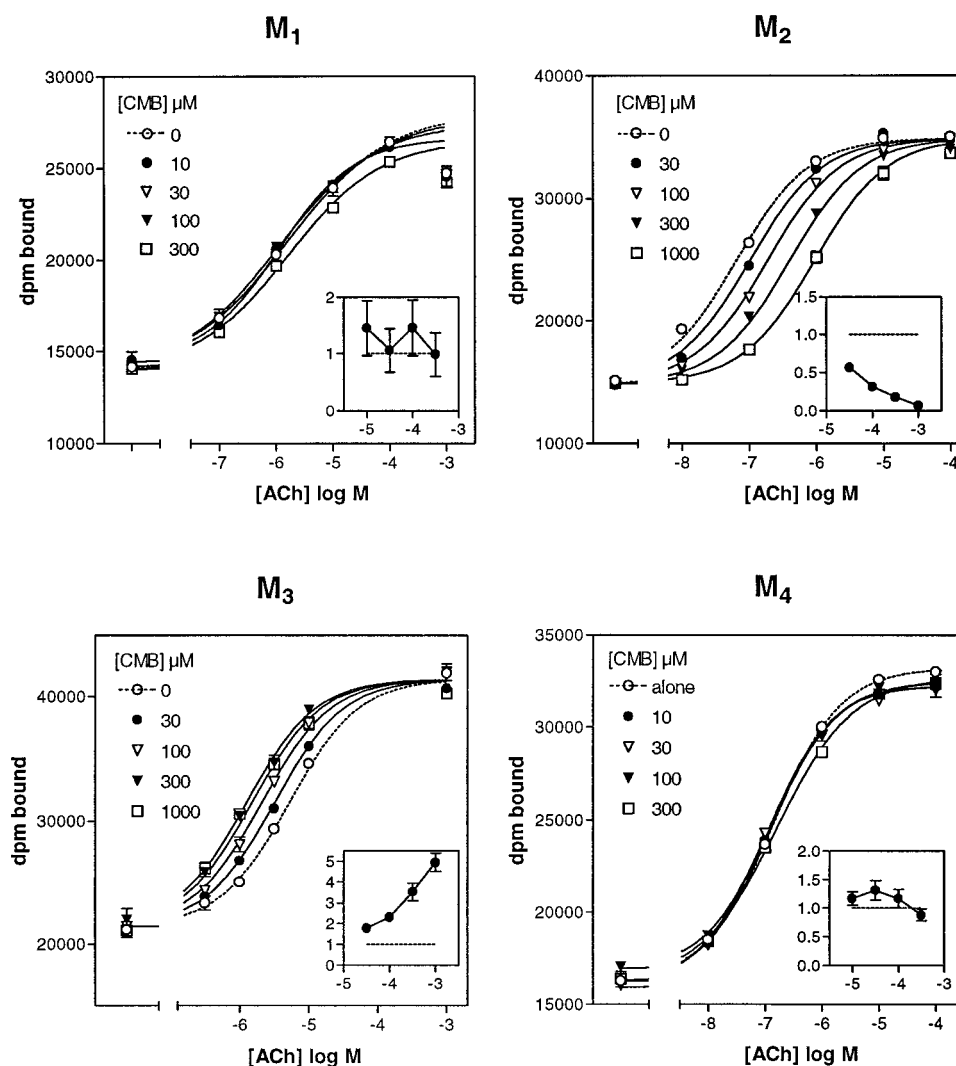 M1
30000
25000
20000
15000
10000
dpm bound
[CMB] µM
0
10
30
100
300
2
1
0
-5 -4 -3
-7 -6 -5 -4 -3
[ACh] log M
M2
40000
30000
20000
10000
dpm bound
[CMB] µM
0
30
100
300
1000
1.5
1.0
0.5
0.0
-5 -4 -3
-8 -7 -6 -5 -4
[ACh] log M
M3
40000
30000
20000
dpm bound
[CMB] µM
0
30
100
300
1000
5
4
3
2
1
0
-5 -4 -3
-6 -5 -4 -3
[ACh] log M
M4
35000
30000
25000
20000
15000
dpm bound
[CMB] µM
alone
10
30
100
300
2.0
1.5
1.0
0.5
0.0
-5 -4 -3
-8 -7 -6 -5 -4
[ACh] log M